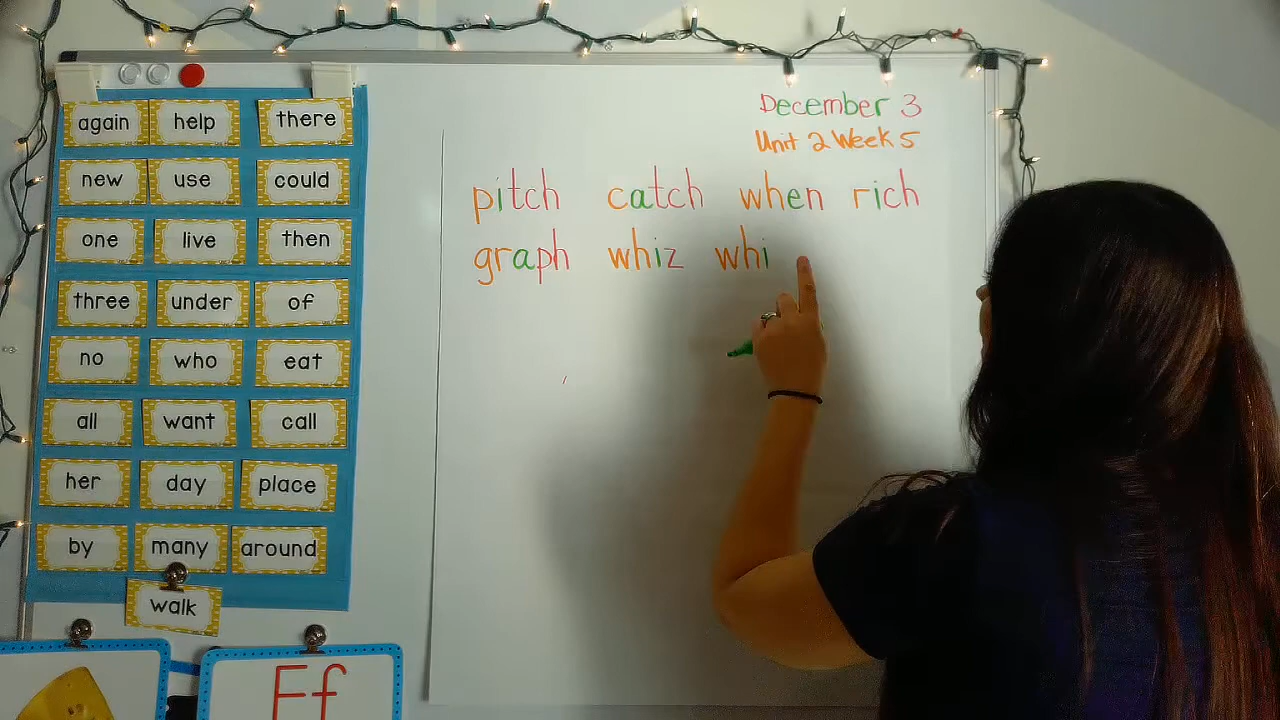 again help there
new use could
one live then
three under of
no who eat
all want call
her day place
by many around
walk
Ff
December 3
Unit 2 Week 5
pitch catch when rich
graph whiz whi